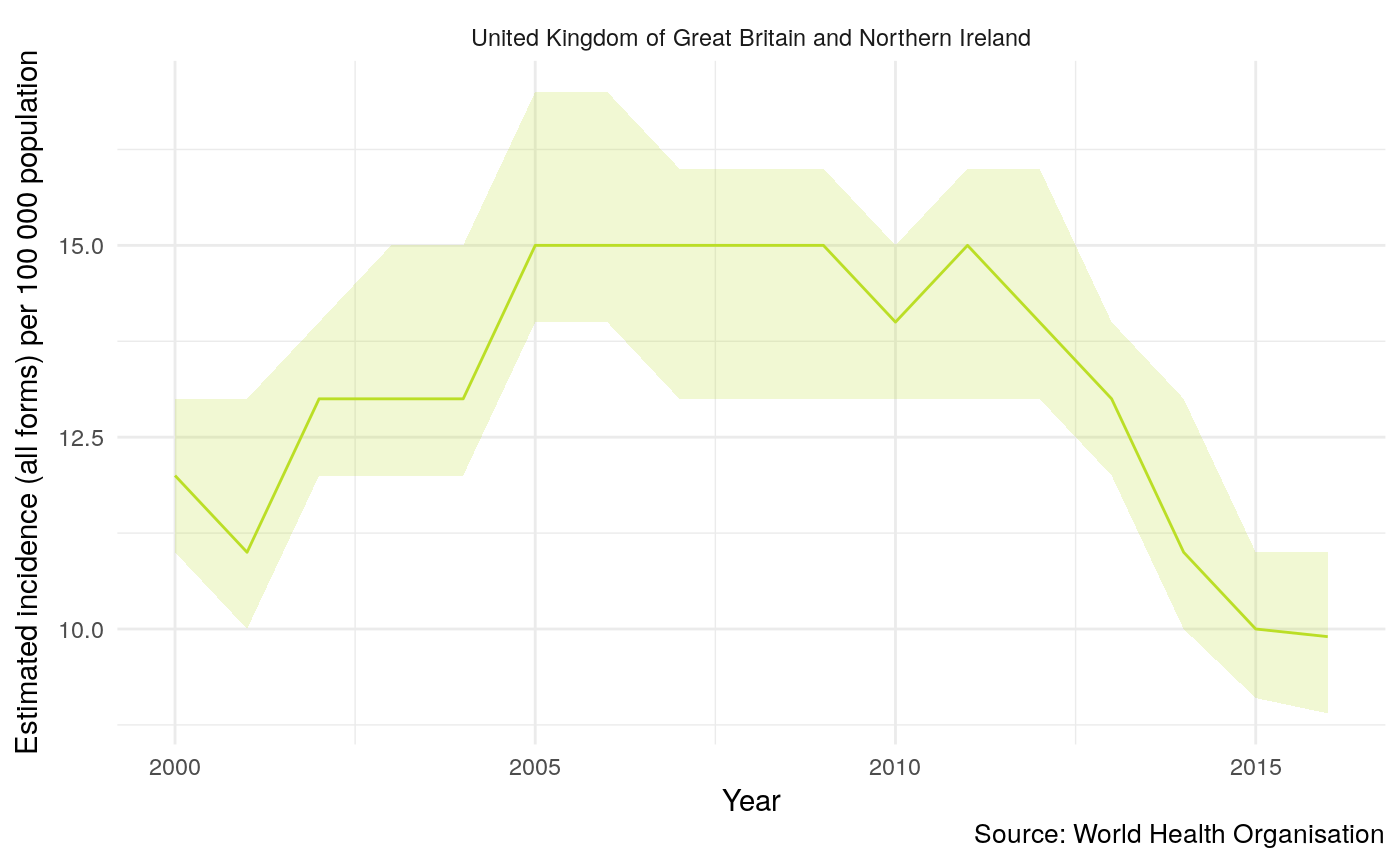 United Kingdom of Great Britain and Northern Ireland
Estimated incidence (all forms) per 100 000 population
15.0
12.5
10.0
2000 2005 2010 2015
Year
Source: World Health Organisation